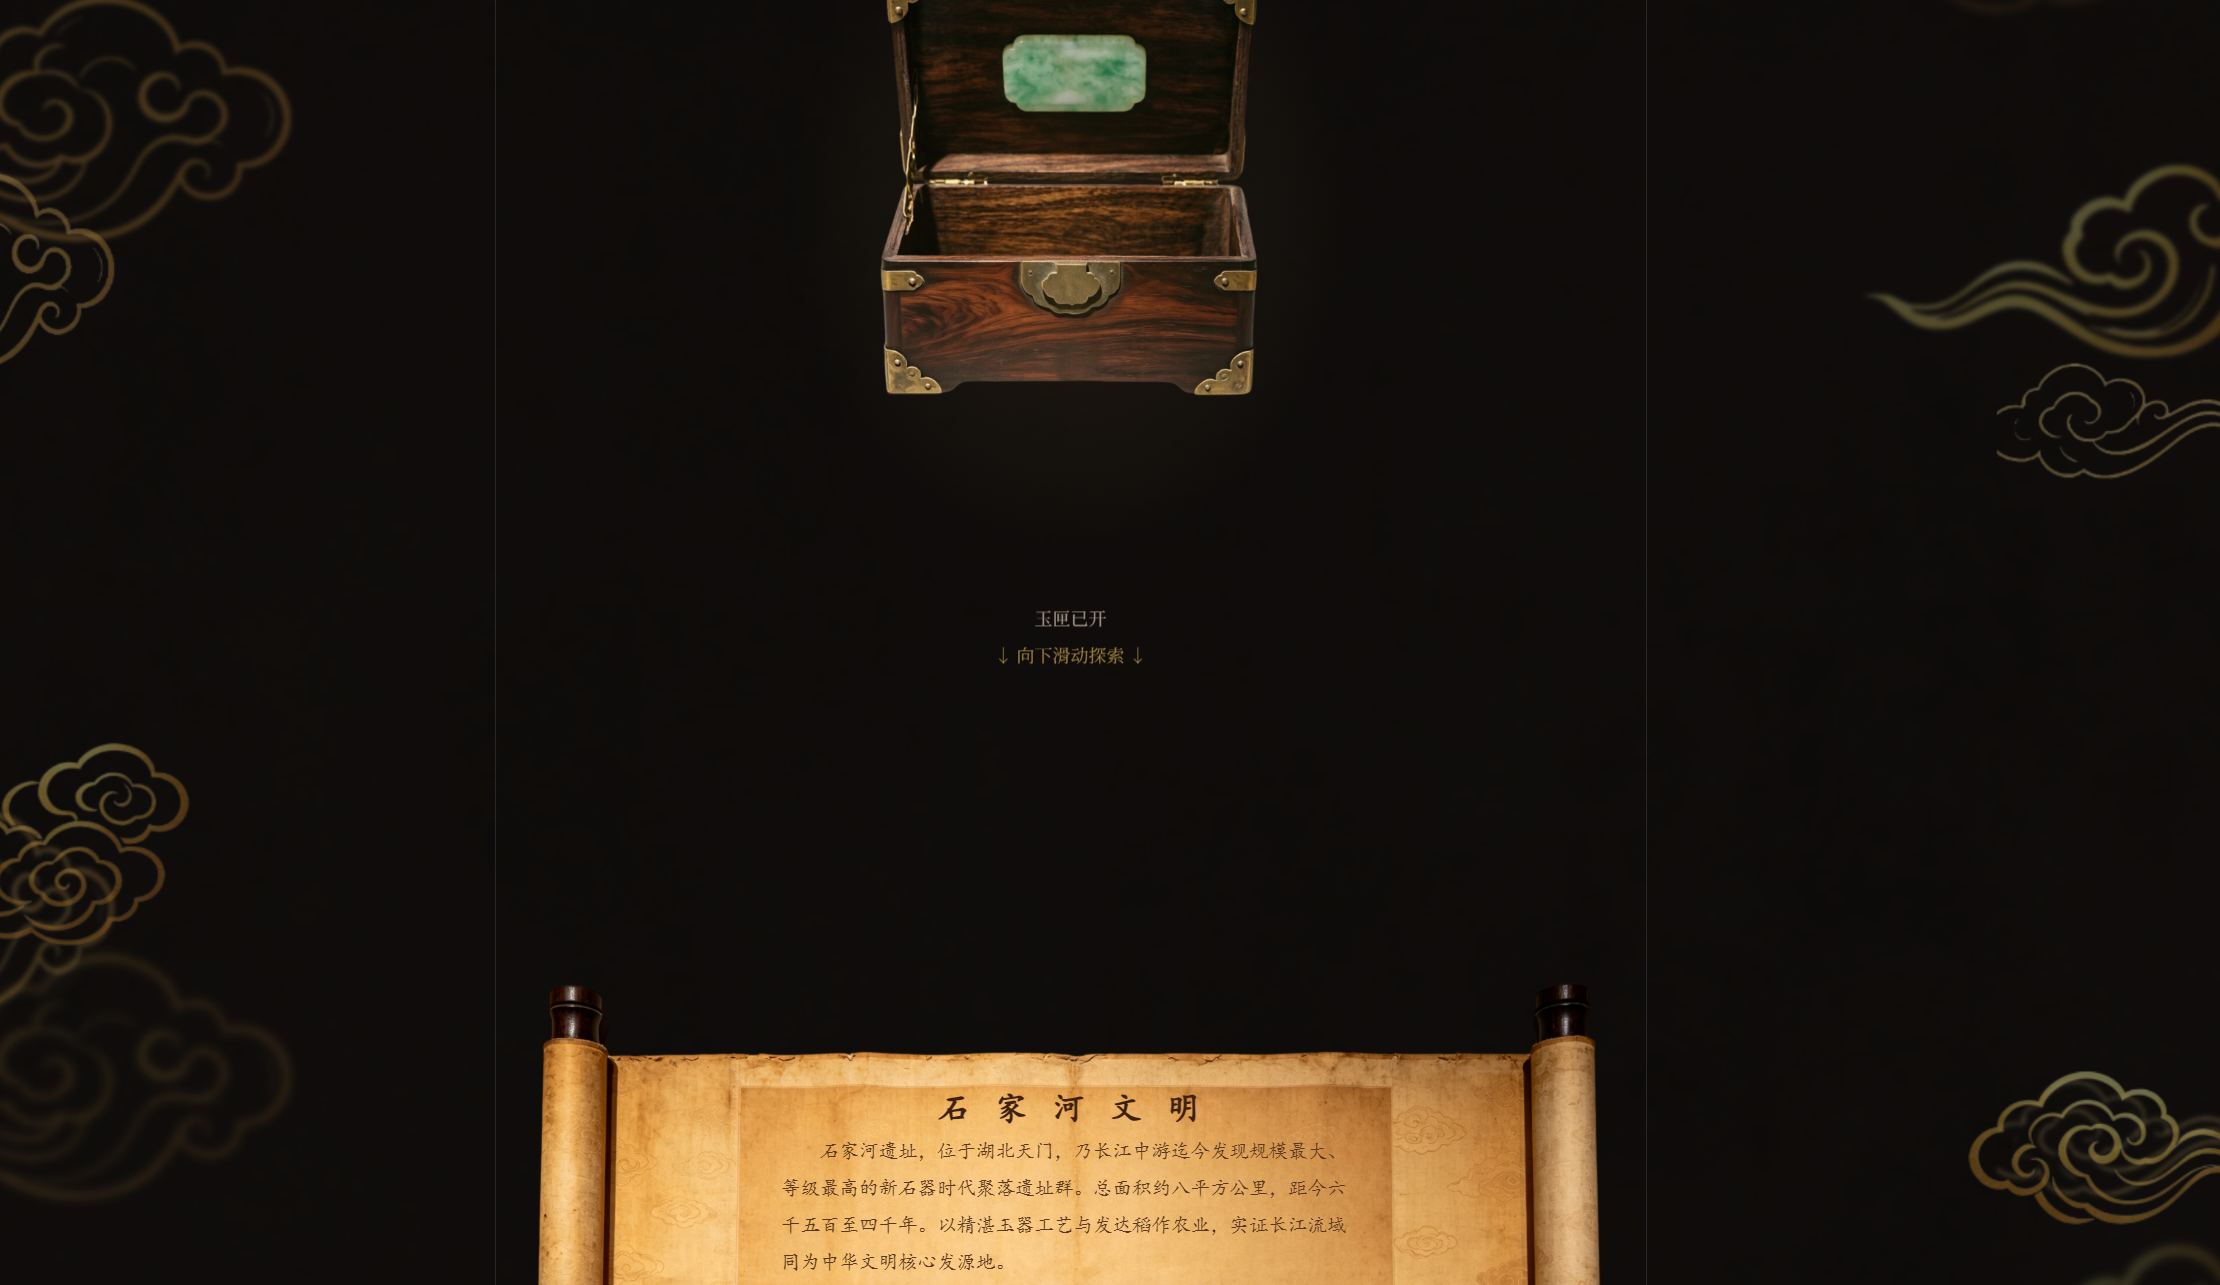 玉匣已开
↓ 向下滑动探索 ↓
石家河文明
石家河遗址，位于湖北天门，乃长江中游迄今发现规模最大、
等级最高的新石器时代聚落遗址群。总面积约八平方公里，距今六
千五百至四千年。以精湛玉器工艺与发达稻作农业，实证长江流域
同为中华文明核心发源地。